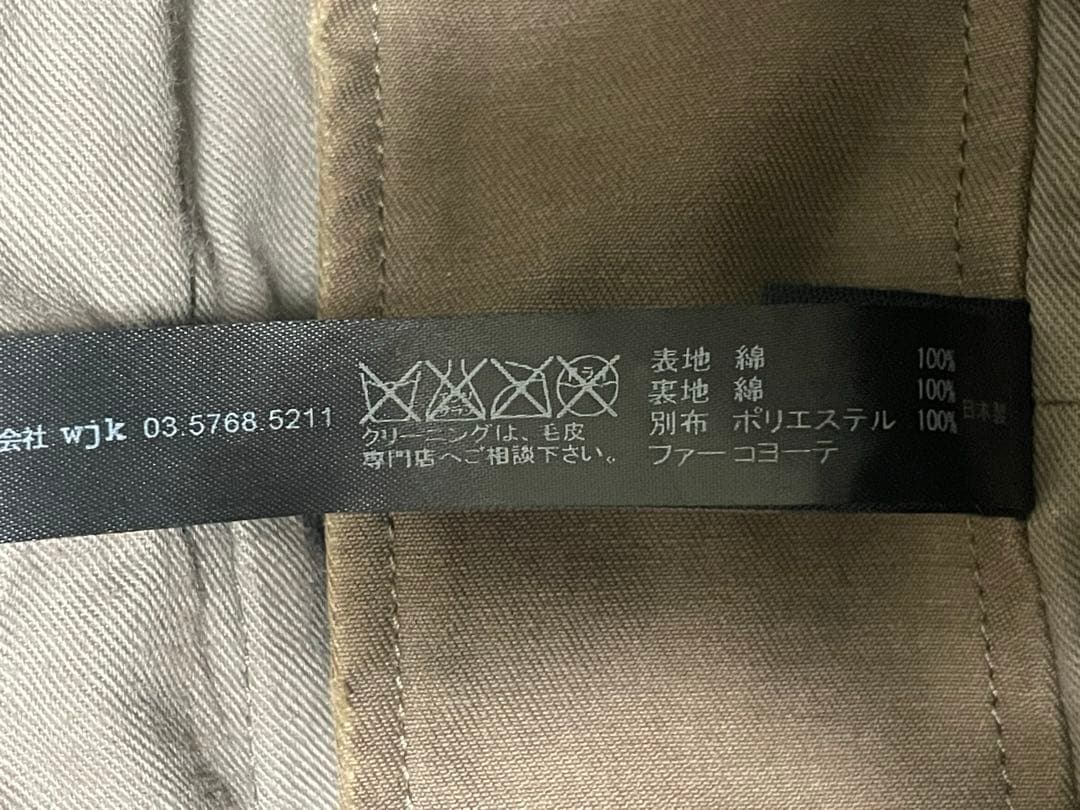 会社 wjk 03.5768.5211
クリーニングは、毛皮
専門店へご相談下さい。
表地 綿 100%
裏地 綿 100%
別布 ポリエステル 100%
ファー コヨーテ
日本製